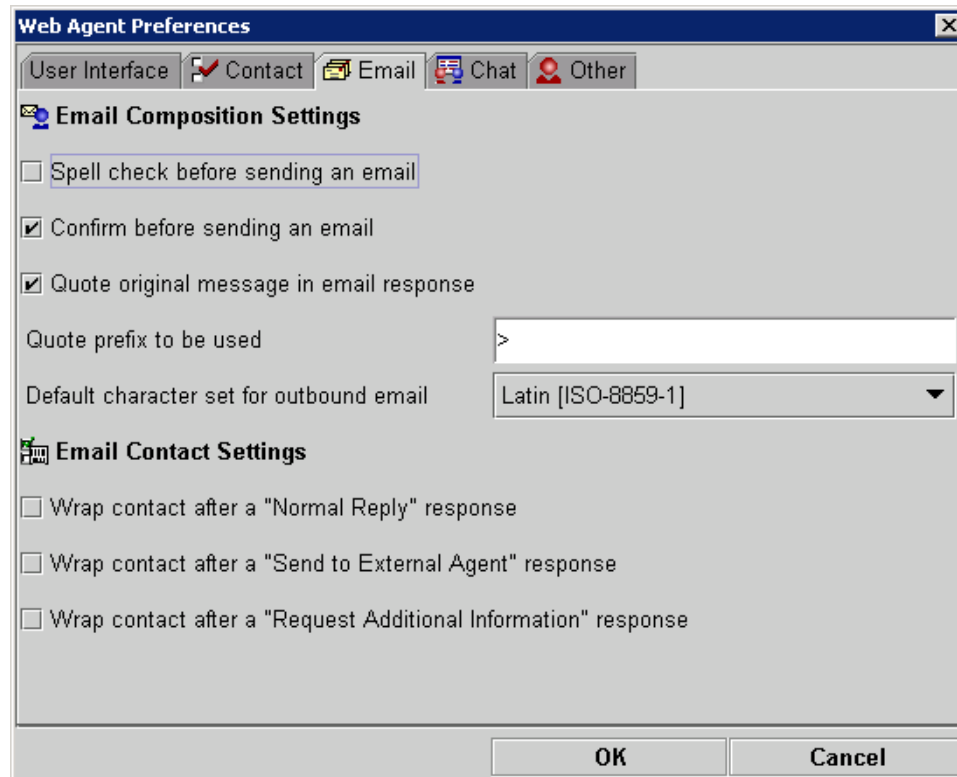 Web Agent Preferences
User Interface Contact Email Chat Other
Email Composition Settings
Spell check before sending an email
Confirm before sending an email
Quote original message in email response
Quote prefix to be used >
Default character set for outbound email Latin [ISO-8859-1]
Email Contact Settings
Wrap contact after a "Normal Reply" response
Wrap contact after a "Send to External Agent" response
Wrap contact after a "Request Additional Information" response
OK Cancel